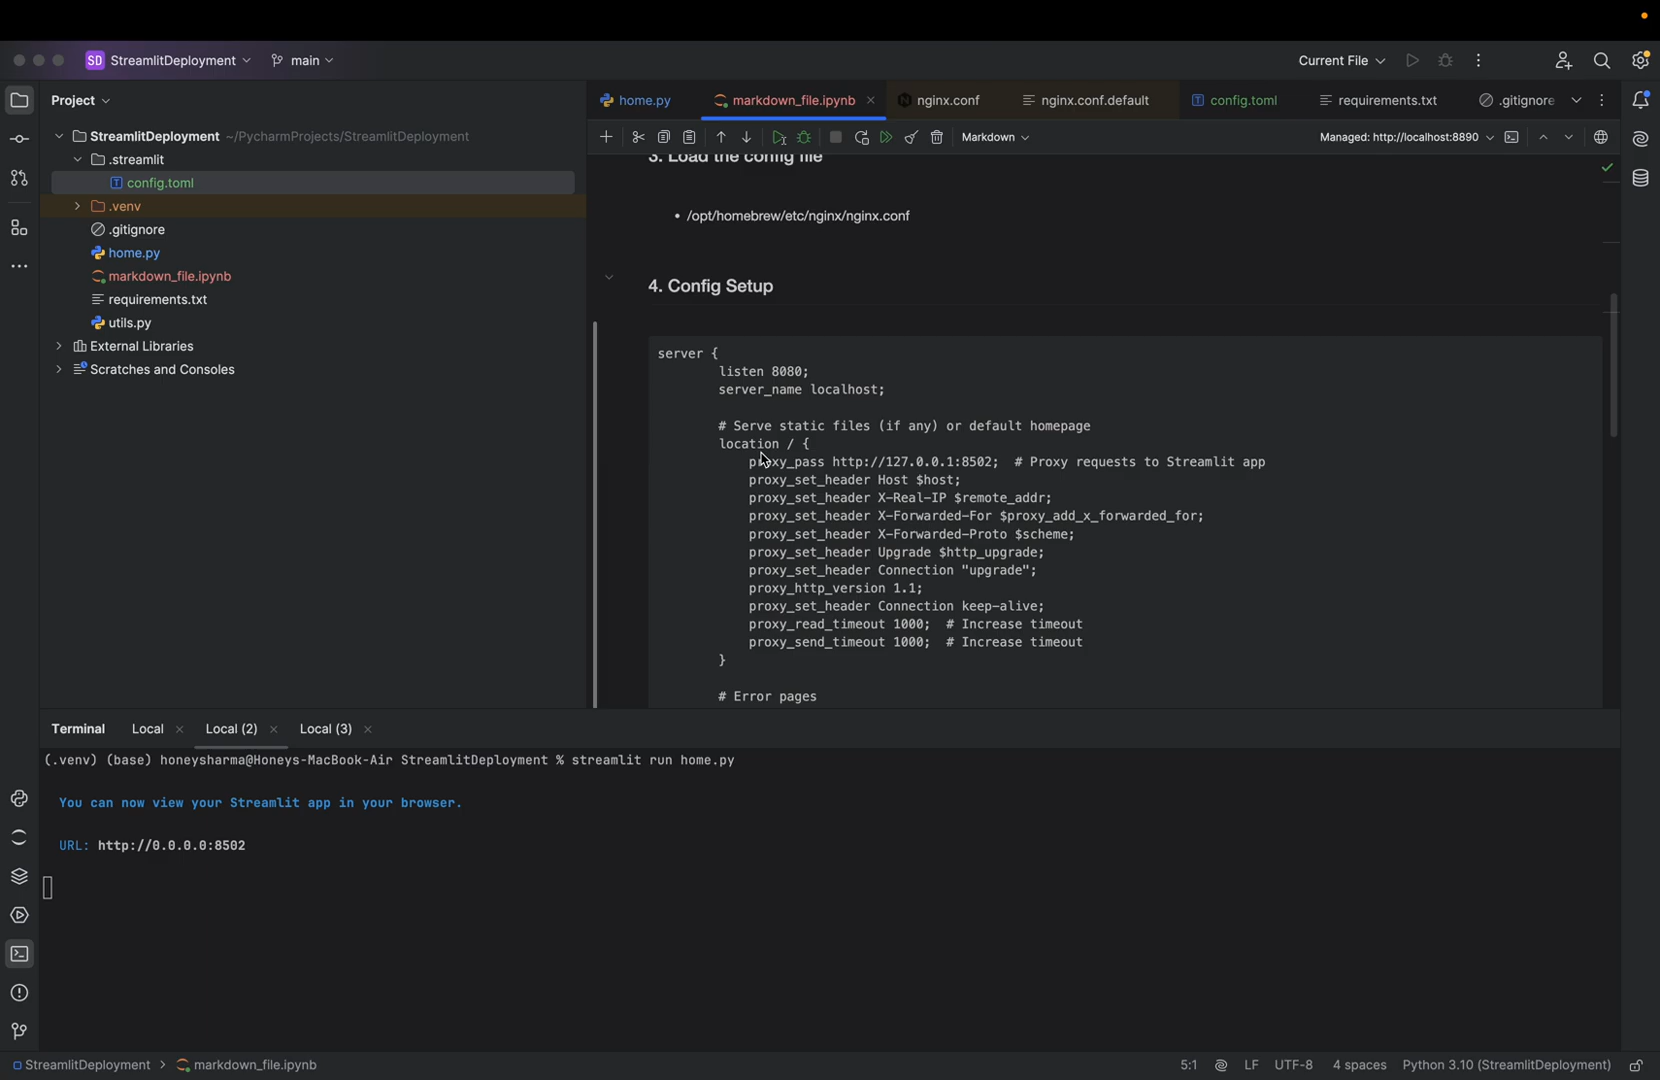 SD StreamlitDeployment main Current File
Project
home.py markdown_file.ipynb nginx.conf nginx.conf.default config.toml requirements.txt .gitignore
Markdown Managed: http://localhost:8890
StreamlitDeployment ~/PycharmProjects/StreamlitDeployment
.streamlit
config.toml
.venv
.gitignore
home.py
markdown_file.ipynb
requirements.txt
utils.py
External Libraries
Scratches and Consoles
3. Load the config file
• /opt/homebrew/etc/nginx/nginx.conf
4. Config Setup
server {
listen 8080;
server_name localhost;
# Serve static files (if any) or default homepage
location / {
proxy_pass http://127.0.0.1:8502; # Proxy requests to Streamlit app
proxy_set_header Host $host;
proxy_set_header X-Real-IP $remote_addr;
proxy_set_header X-Forwarded-For $proxy_add_x_forwarded_for;
proxy_set_header X-Forwarded-Proto $scheme;
proxy_set_header Upgrade $http_upgrade;
proxy_set_header Connection "upgrade";
proxy_http_version 1.1;
proxy_set_header Connection keep-alive;
proxy_read_timeout 1000; # Increase timeout
proxy_send_timeout 1000; # Increase timeout
}
# Error pages
Terminal Local Local (2) Local (3)
(.venv) (base) honeysharma@Honeys-MacBook-Air StreamlitDeployment % streamlit run home.py
You can now view your Streamlit app in your browser.
URL: http://0.0.0.0:8502
StreamlitDeployment > markdown_file.ipynb 5:1 LF UTF-8 4 spaces Python 3.10 (StreamlitDeployment)